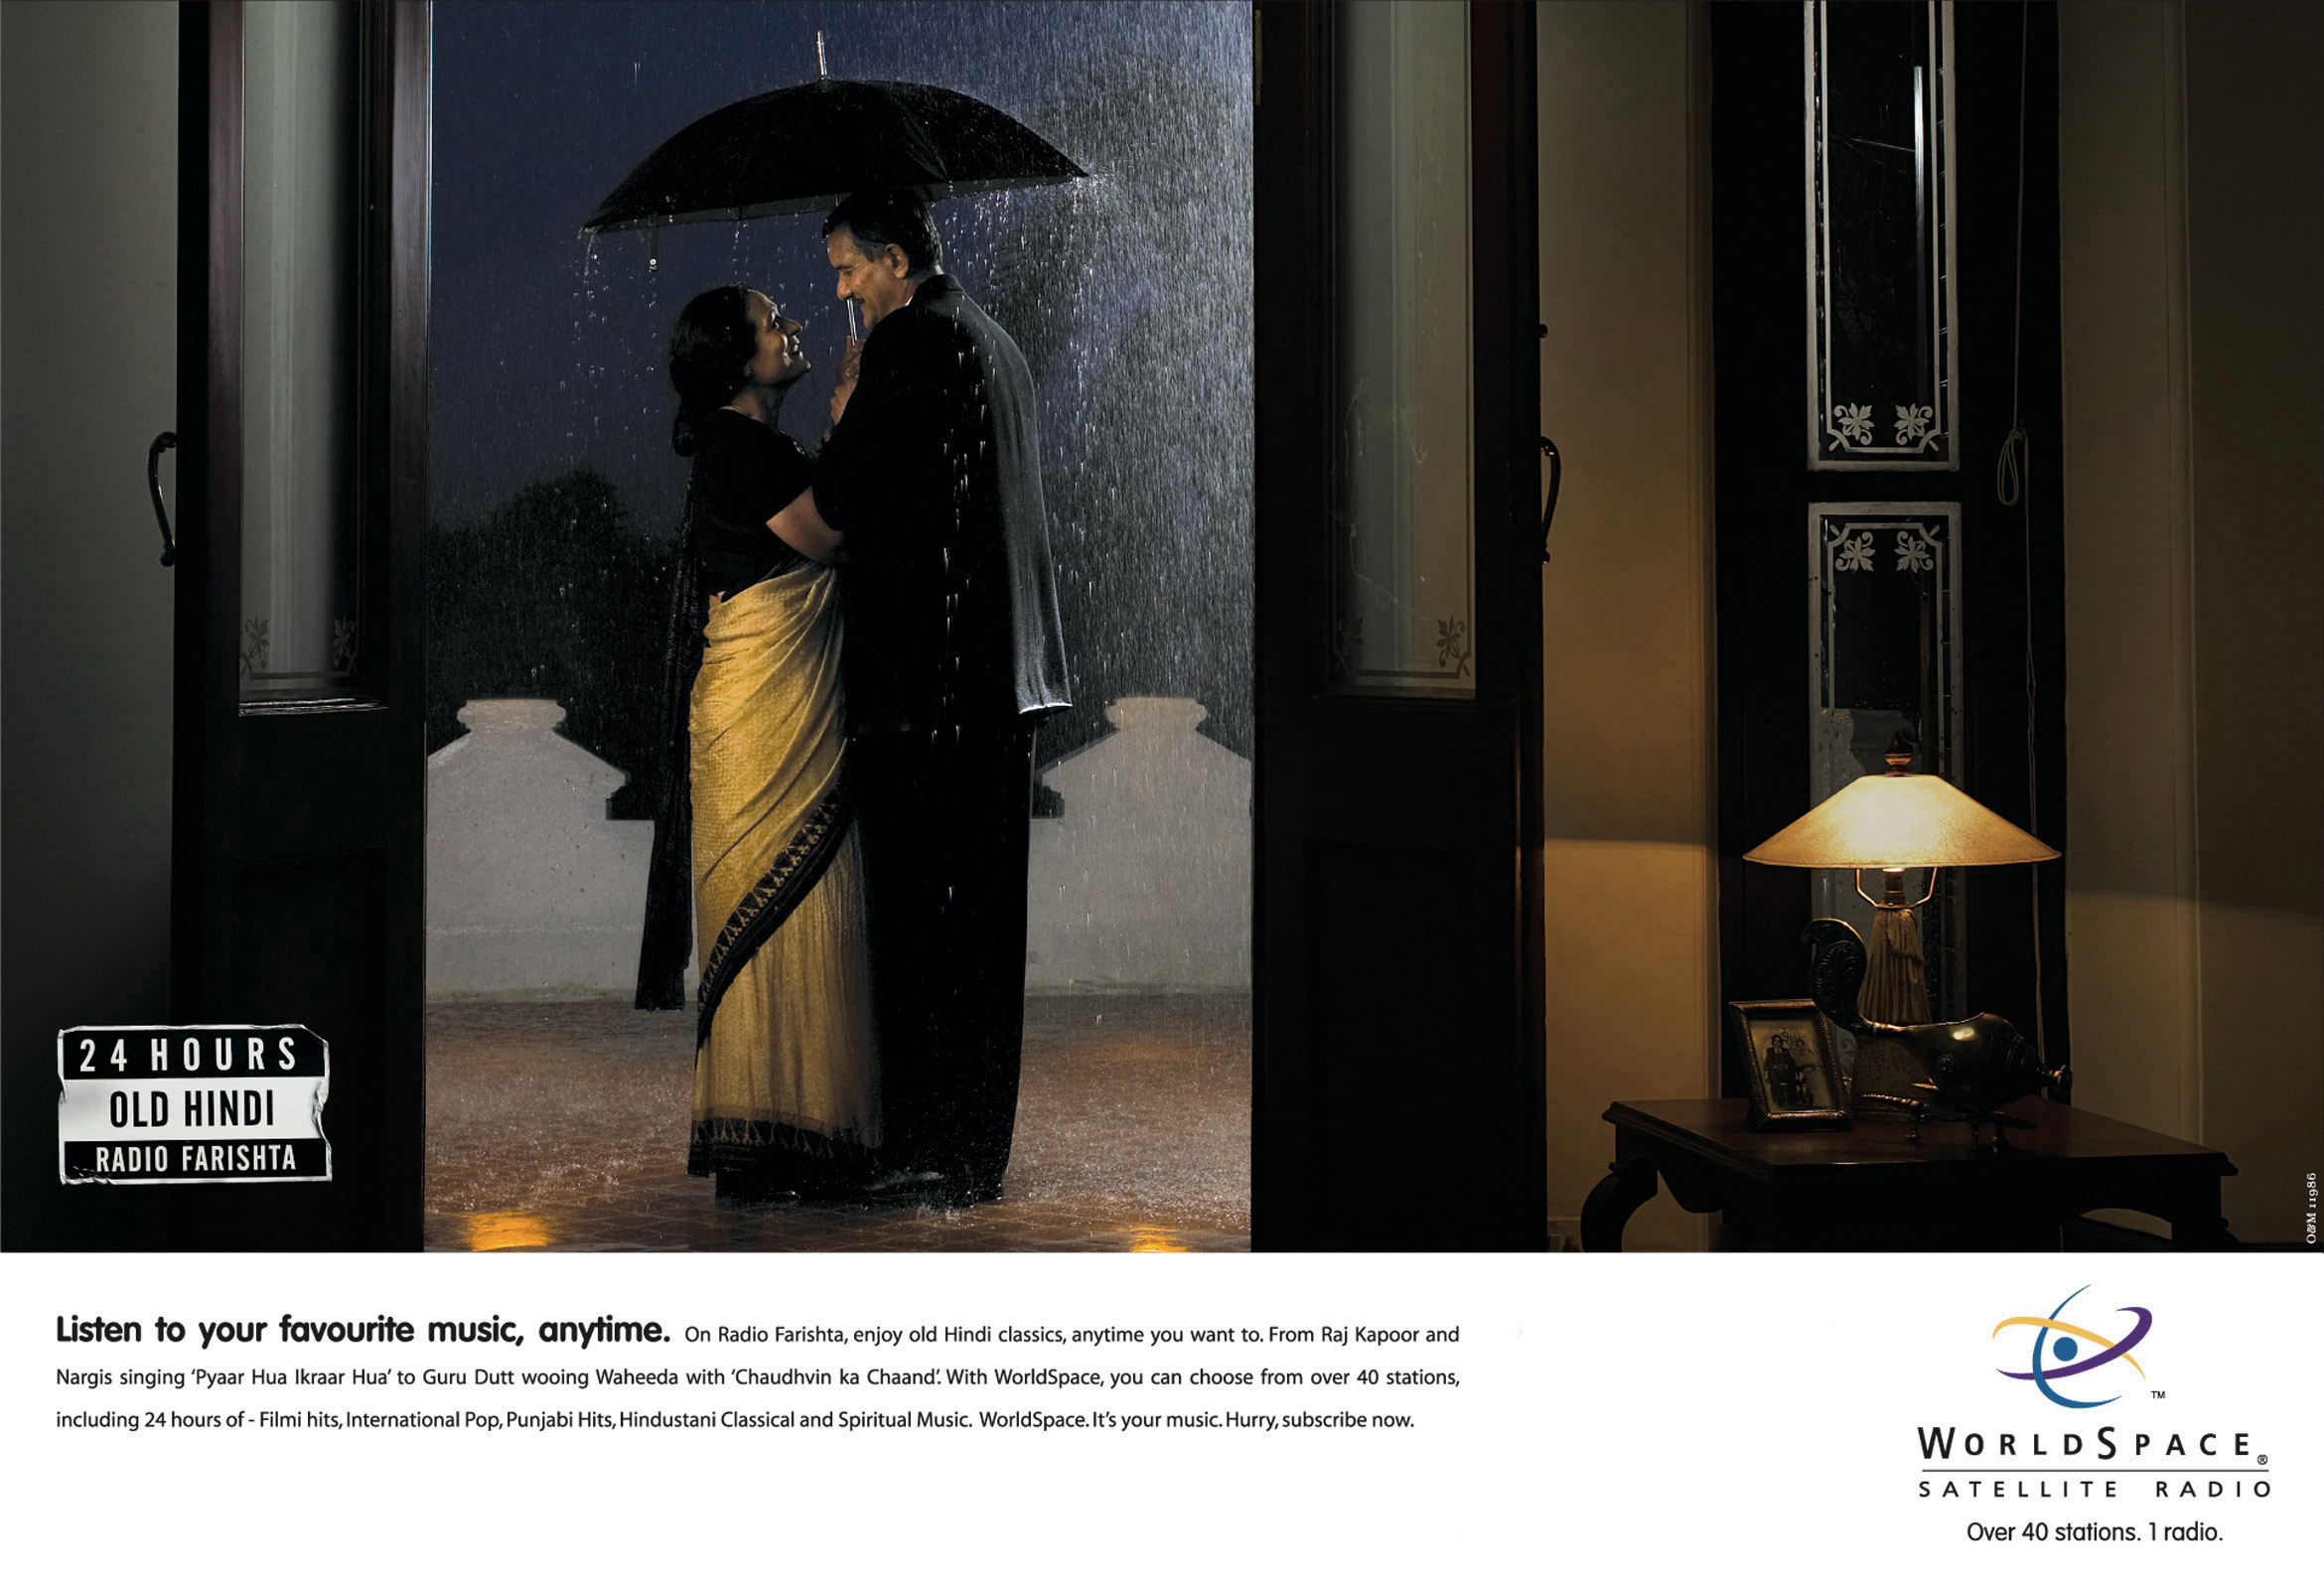 24 HOURS
OLD HINDI
RADIO FARISHTA
O&M 11986
Listen to your favourite music, anytime. On Radio Farishta, enjoy old Hindi classics, anytime you want to. From Raj Kapoor and
Nargis singing ‘Pyaar Hua Ikraar Hua’ to Guru Dutt wooing Waheeda with ‘Chaudhvin ka Chaand’. With WorldSpace, you can choose from over 40 stations,
including 24 hours of - Filmi hits, International Pop, Punjabi Hits, Hindustani Classical and Spiritual Music. WorldSpace. It’s your music. Hurry, subscribe now.
TM
WORLDSPACE®
SATELLITE RADIO
Over 40 stations. 1 radio.